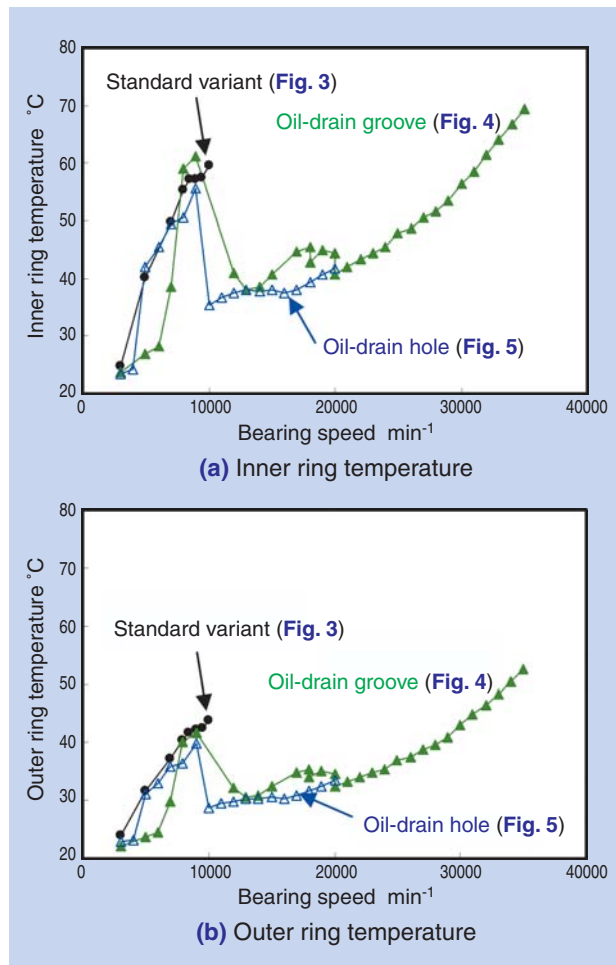 80
70
60
50
40
30
20
Inner ring temperature °C
Standard variant (Fig. 3)
Oil-drain groove (Fig. 4)
Oil-drain hole (Fig. 5)
0 10000 20000 30000 40000
Bearing speed min-1
(a) Inner ring temperature
80
70
60
50
40
30
20
Outer ring temperature °C
Standard variant (Fig. 3)
Oil-drain groove (Fig. 4)
Oil-drain hole (Fig. 5)
0 10000 20000 30000 40000
Bearing speed min-1
(b) Outer ring temperature